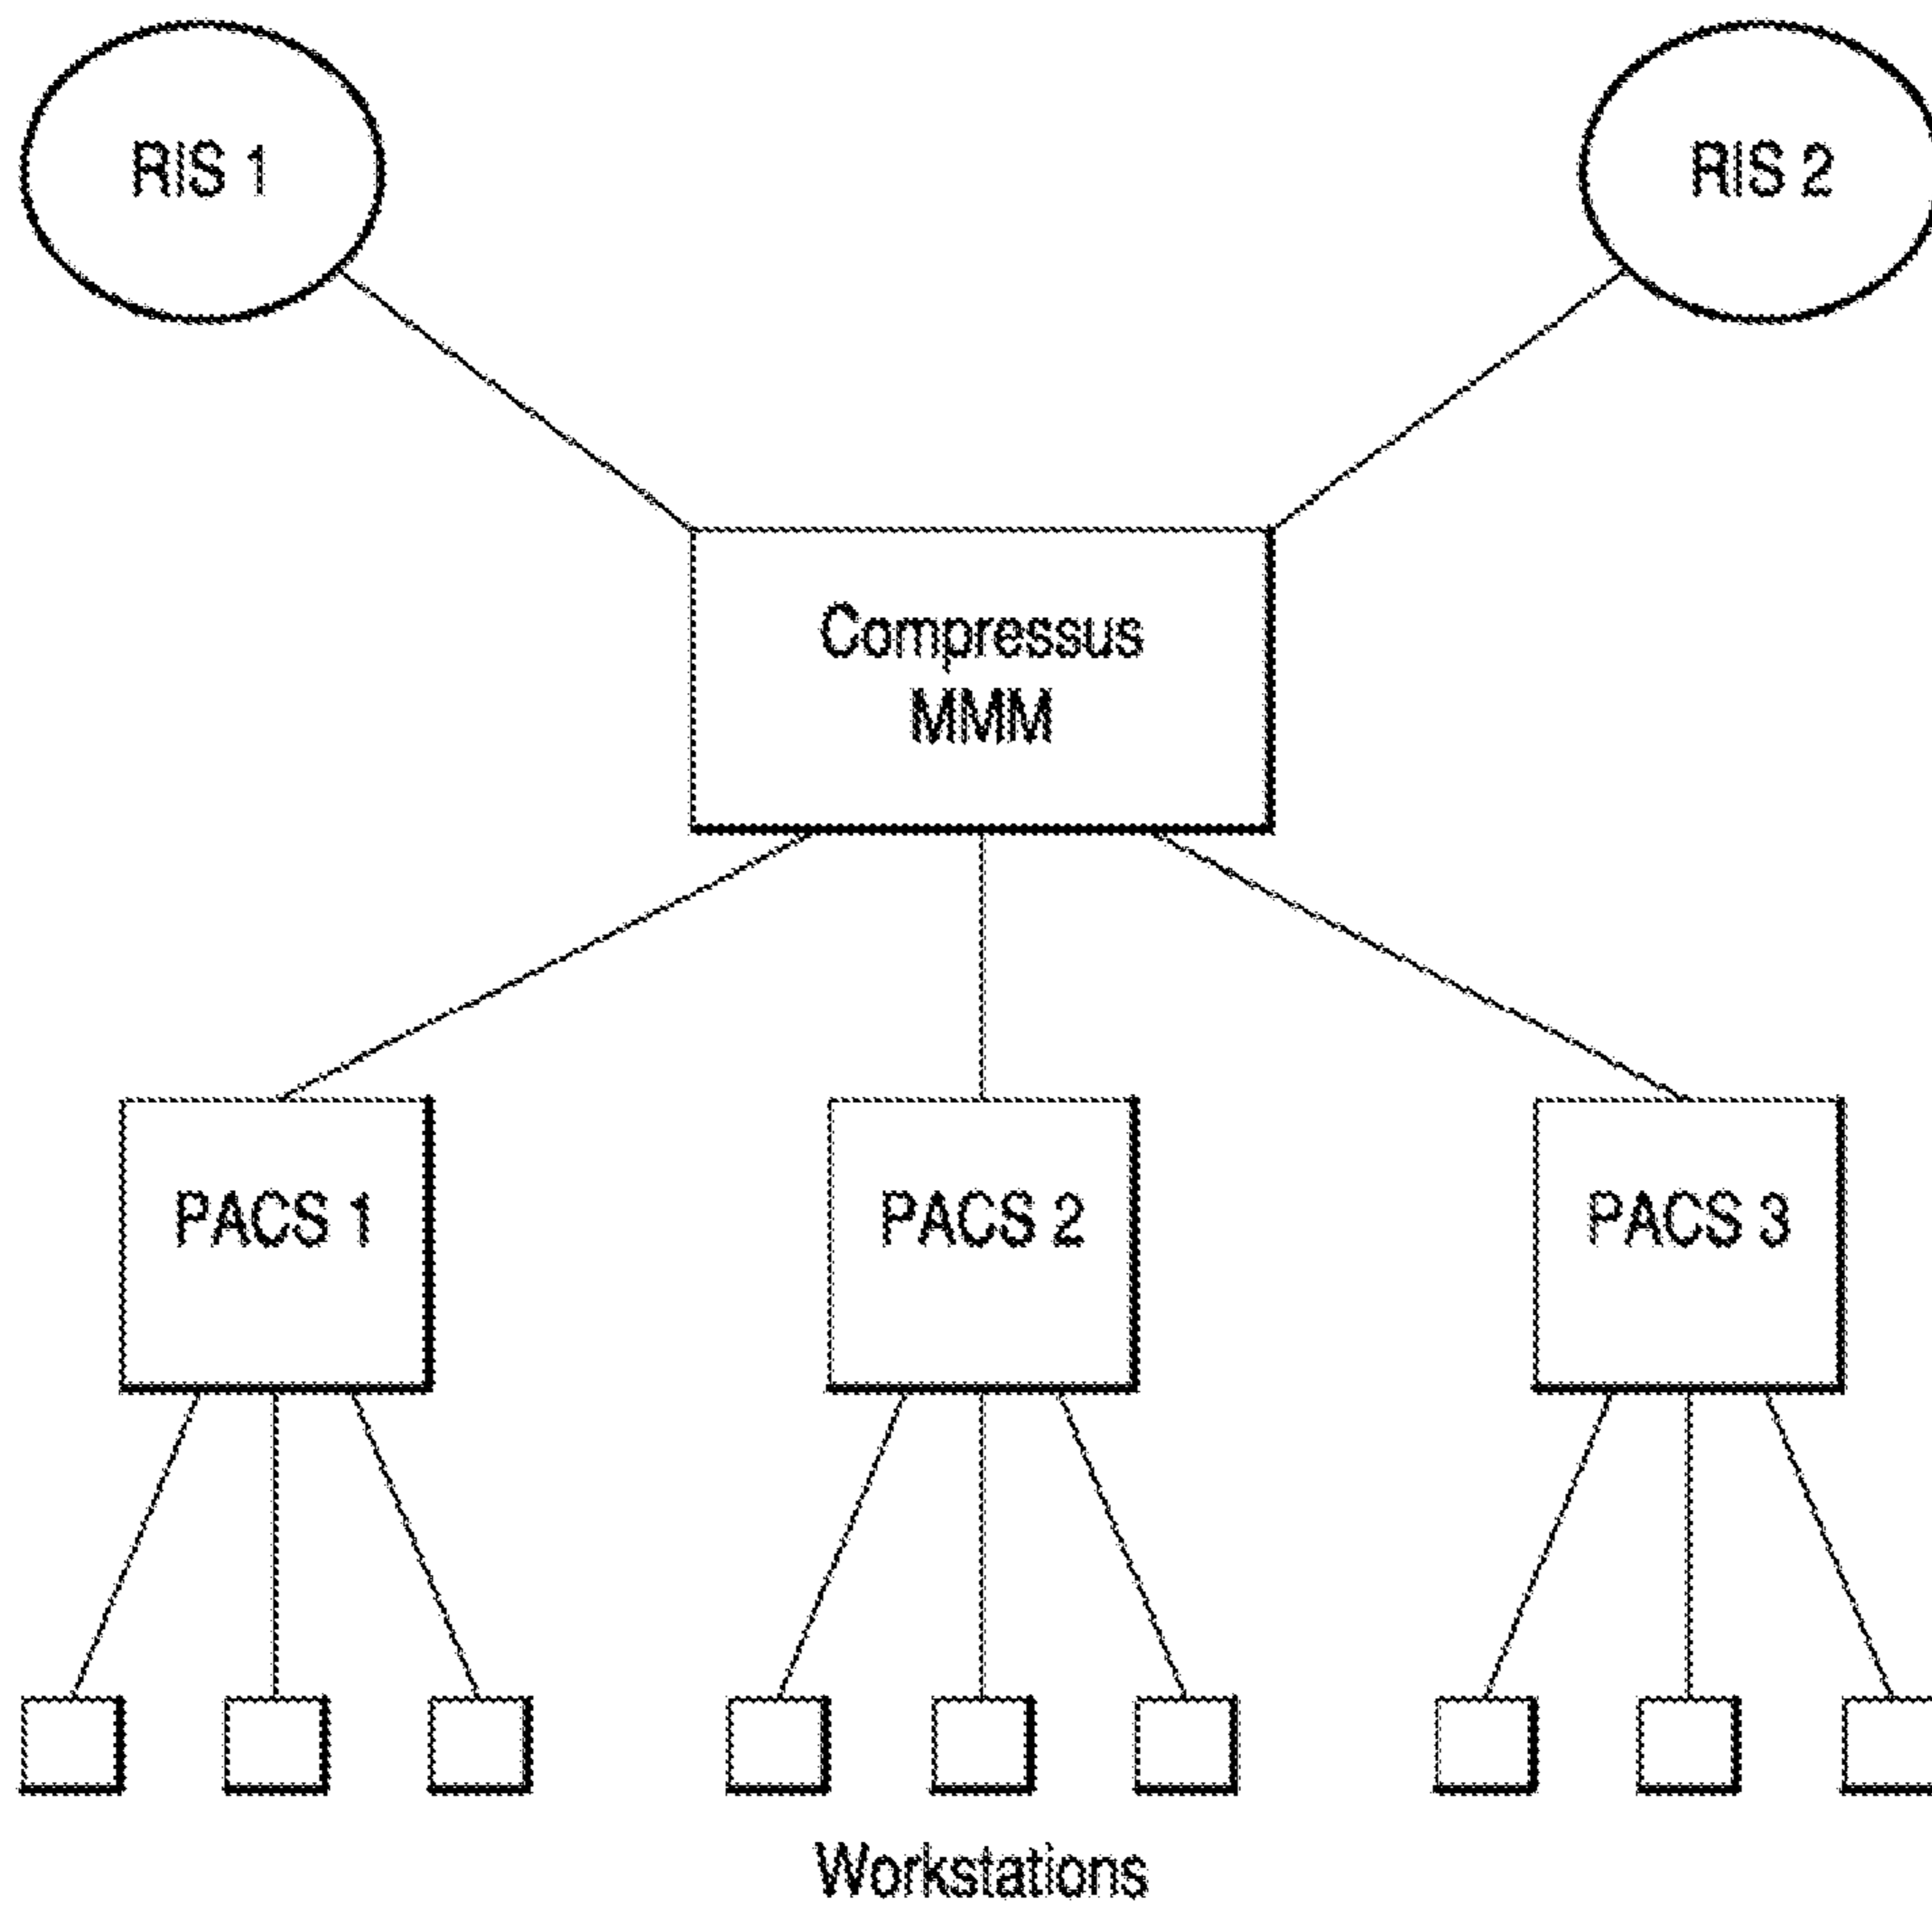 RIS 1
RIS 2
Compressus
MMM
PACS 1
PACS 2
PACS 3
Workstations